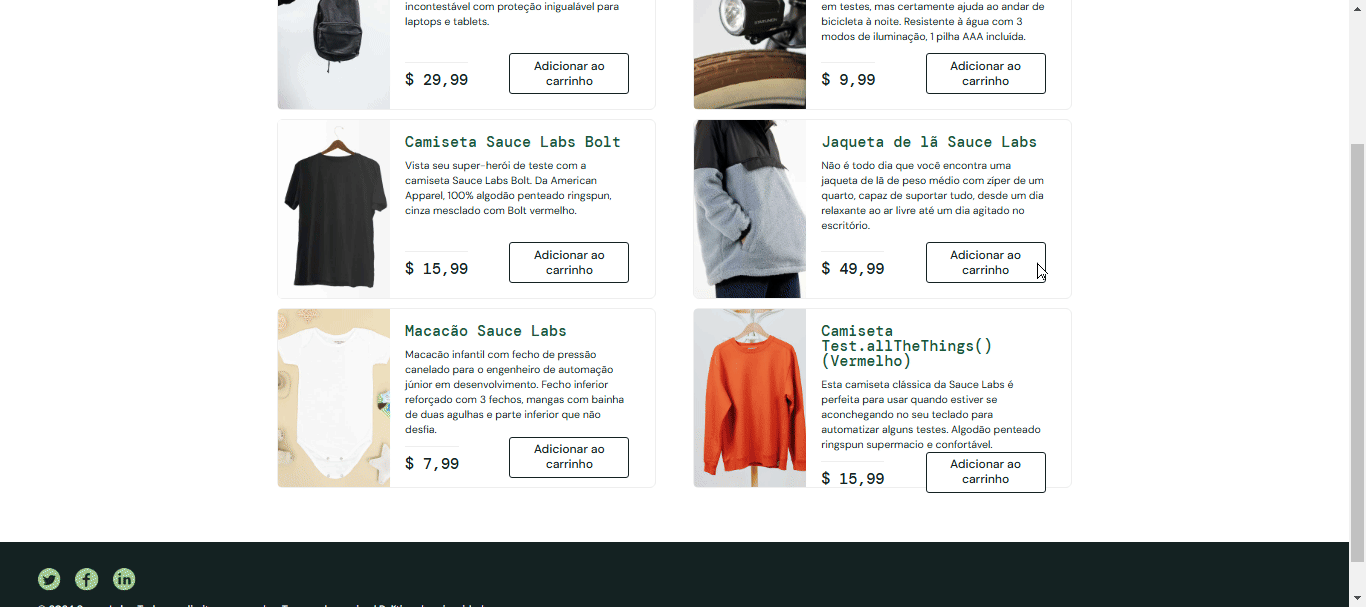 incontestável com proteção inigualável para
laptops e tablets.
$ 29,99
Adicionar ao
carrinho
em testes, mas certamente ajuda ao andar de
bicicleta à noite. Resistente à água com 3
modos de iluminação, 1 pilha AAA incluída.
$ 9,99
Adicionar ao
carrinho
Camiseta Sauce Labs Bolt
Vista seu super-herói de teste com a
camiseta Sauce Labs Bolt. Da American
Apparel, 100% algodão penteado ringspun,
cinza mesclado com Bolt vermelho.
$ 15,99
Adicionar ao
carrinho
Jaqueta de lã Sauce Labs
Não é todo dia que você encontra uma
jaqueta de lã de peso médio com zíper de um
quarto, capaz de suportar tudo, desde um dia
relaxante ao ar livre até um dia agitado no
escritório.
$ 49,99
Adicionar ao
carrinho
Macacão Sauce Labs
Macacão infantil com fecho de pressão
canelado para o engenheiro de automação
júnior em desenvolvimento. Fecho inferior
reforçado com 3 fechos, mangas com bainha
de duas agulhas e parte inferior que não
desfia.
$ 7,99
Adicionar ao
carrinho
Camiseta
Test.allTheThings()
(Vermelho)
Esta camiseta clássica da Sauce Labs é
perfeita para usar quando estiver se
aconchegando no seu teclado para
automatizar alguns testes. Algodão penteado
ringspun supermacio e confortável.
$ 15,99
Adicionar ao
carrinho